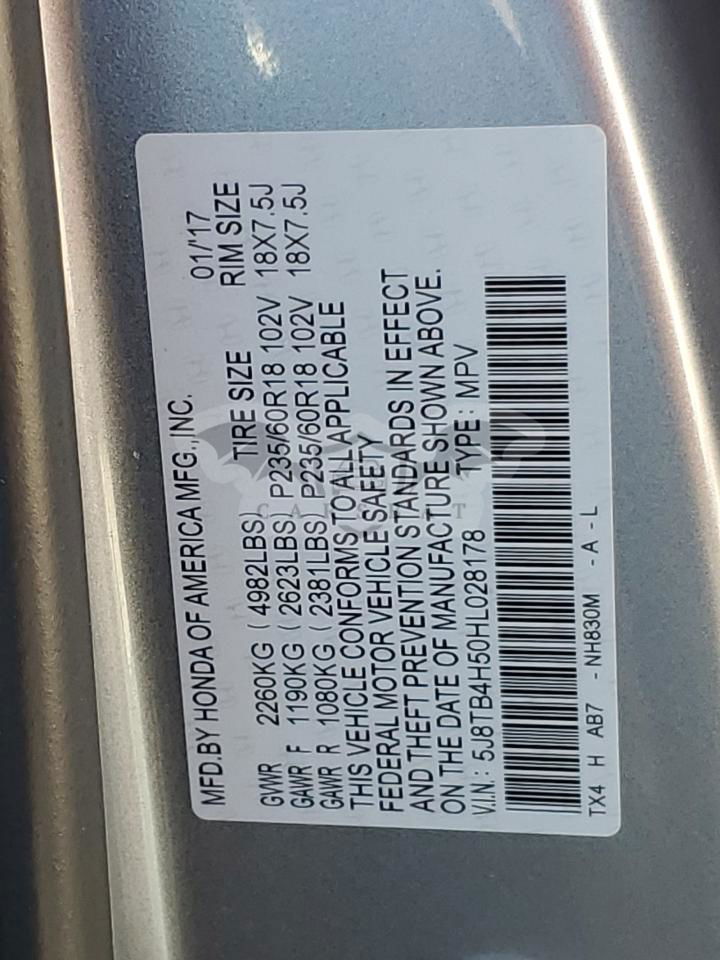 MFD.BY HONDA OF AMERICA MFG.,INC. 01/'17
TIRE SIZE RIM SIZE
GVWR 2260KG ( 4982LBS)
GAWR F 1190KG ( 2623LBS) P235/60R18 102V 18X7.5J
GAWR R 1080KG ( 2381LBS) P235/60R18 102V 18X7.5J
THIS VEHICLE CONFORMS TO ALL APPLICABLE
FEDERAL MOTOR VEHICLE SAFETY
AND THEFT PREVENTION STANDARDS IN EFFECT
ON THE DATE OF MANUFACTURE SHOWN ABOVE.
V.I.N.: 5J8TB4H50HL028178 TYPE: MPV
TX4 H AB7 -NH830M -A-L